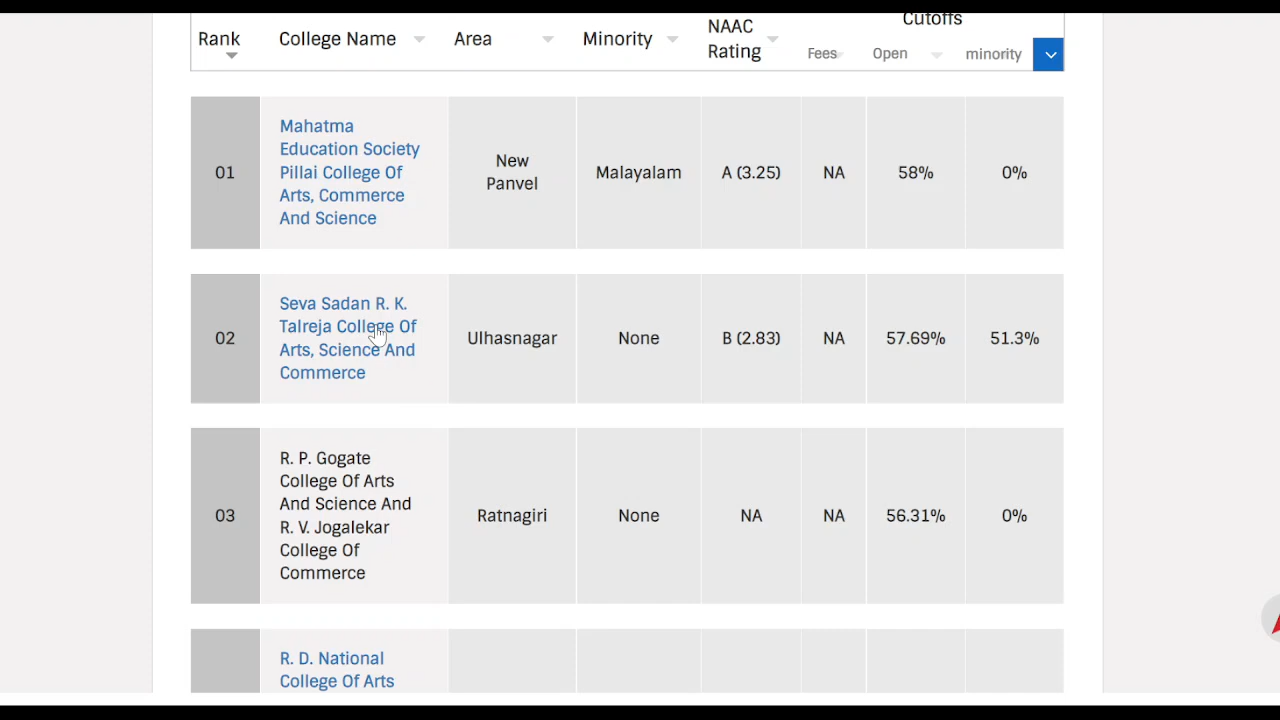 Cutoffs
Rank College Name Area Minority NAAC Rating Fees Open minority
01
Mahatma
Education Society
Pillai College Of
Arts, Commerce
And Science
New
Panvel
Malayalam
A (3.25)
NA
58%
0%
02
Seva Sadan R. K.
Talreja College Of
Arts, Science And
Commerce
Ulhasnagar
None
B (2.83)
NA
57.69%
51.3%
03
R. P. Gogate
College Of Arts
And Science And
R. V. Jogalekar
College Of
Commerce
Ratnagiri
None
NA
NA
56.31%
0%
R. D. National
College Of Arts